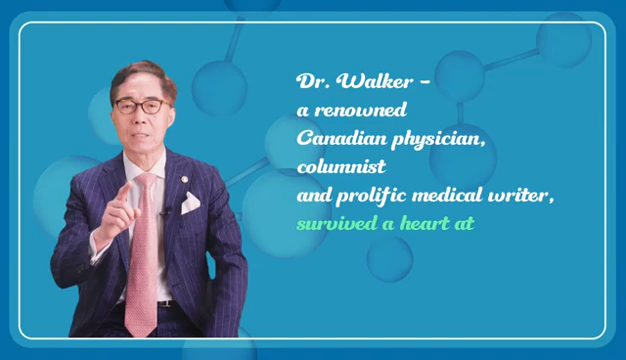 Dr. Walker –
a renowned
Canadian physician,
columnist
and prolific medical writer,
survived a heart at